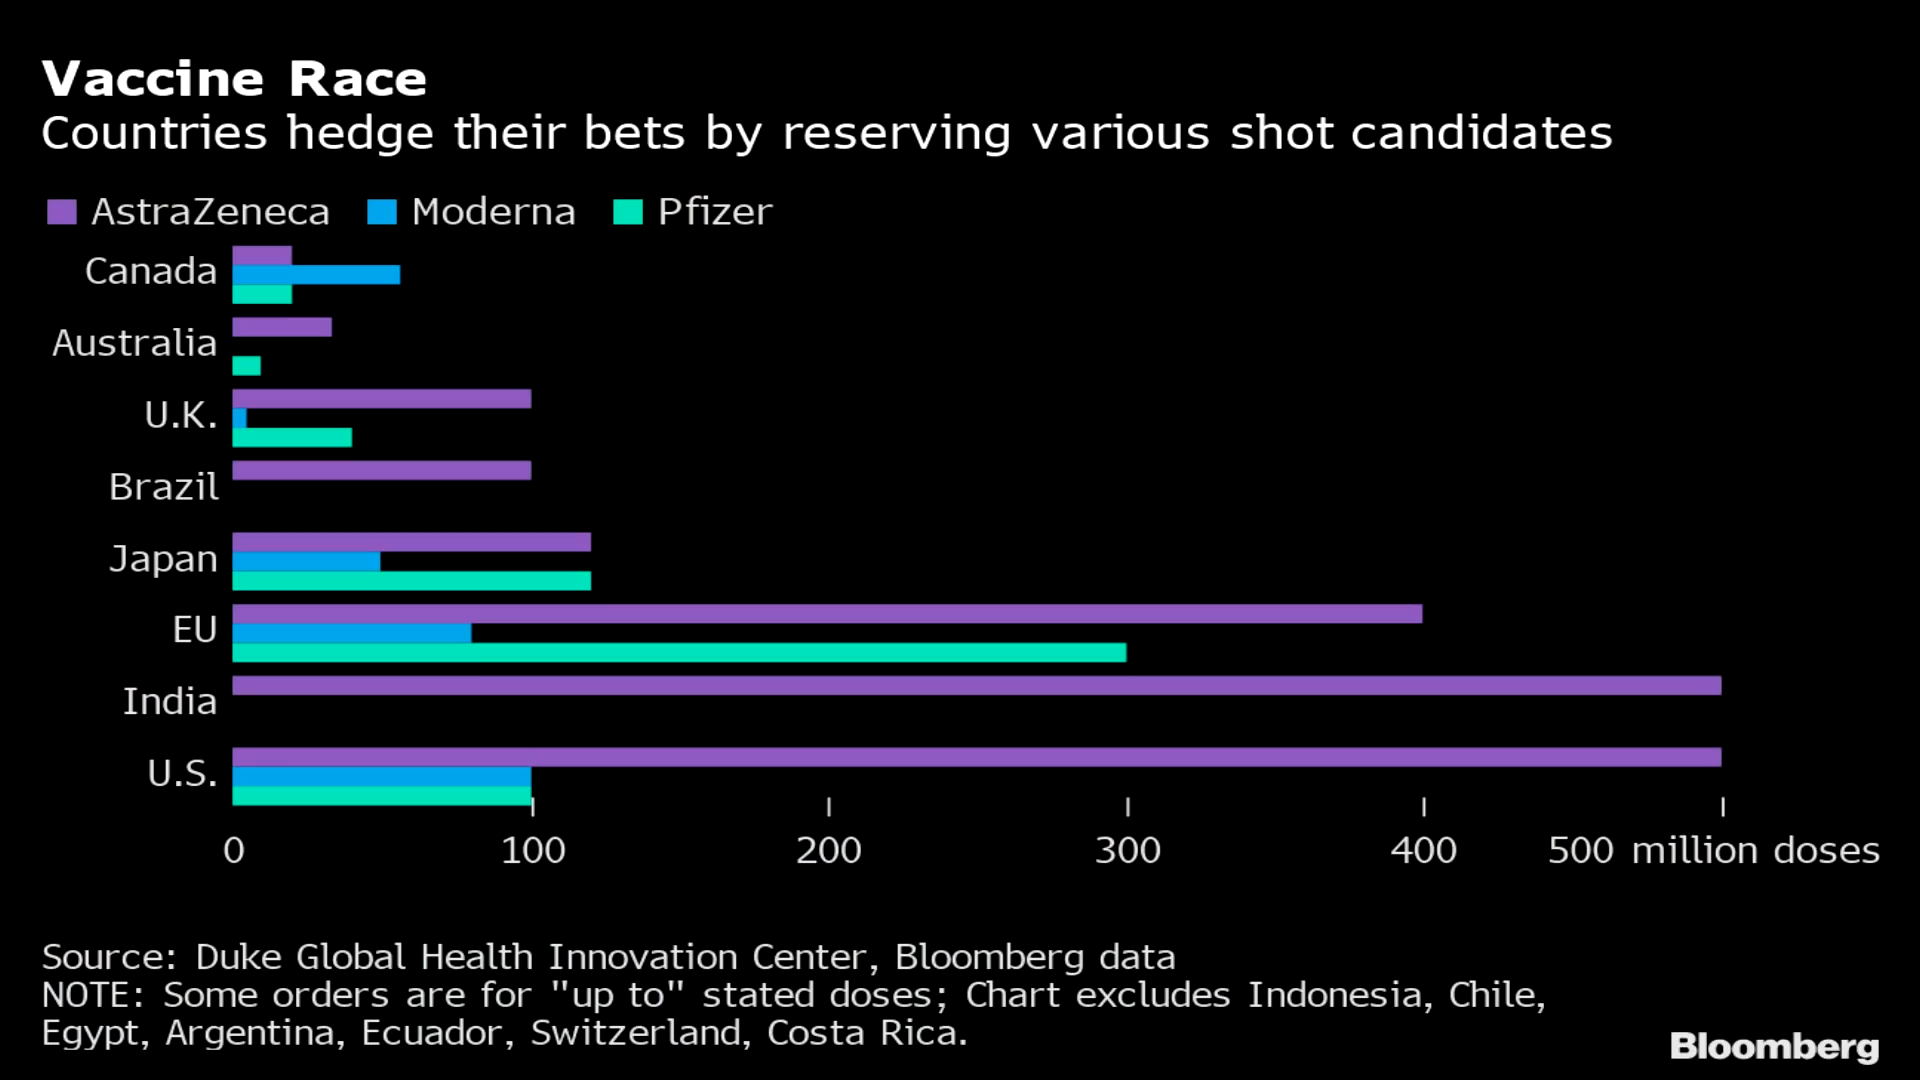 Vaccine Race
Countries hedge their bets by reserving various shot candidates
AstraZeneca Moderna Pfizer
Canada
Australia
U.K.
Brazil
Japan
EU
India
U.S.
0 100 200 300 400 500 million doses
Source: Duke Global Health Innovation Center, Bloomberg data
NOTE: Some orders are for "up to" stated doses; Chart excludes Indonesia, Chile,
Egypt, Argentina, Ecuador, Switzerland, Costa Rica.
Bloomberg